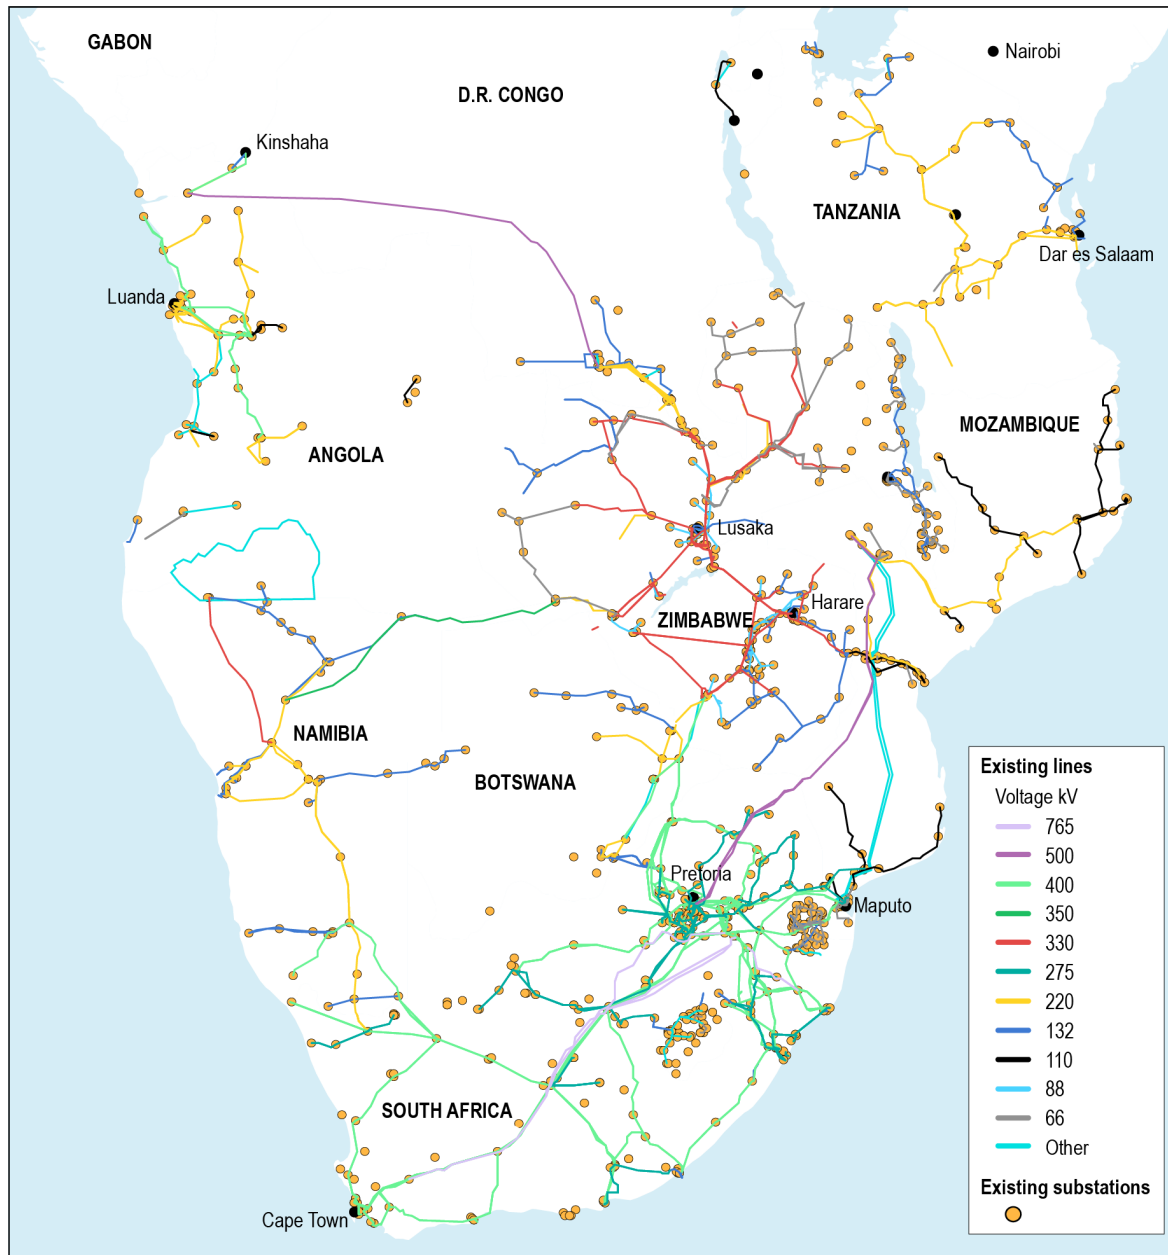 GABON
Nairobi
D.R. CONGO
Kinshaha
TANZANIA
Dar es Salaam
Luanda
MOZAMBIQUE
ANGOLA
Lusaka
Harare
ZIMBABWE
NAMIBIA
BOTSWANA
Pretoria
Maputo
SOUTH AFRICA
Cape Town
Existing lines
Voltage kV
765
500
400
350
330
275
220
132
110
88
66
Other
Existing substations